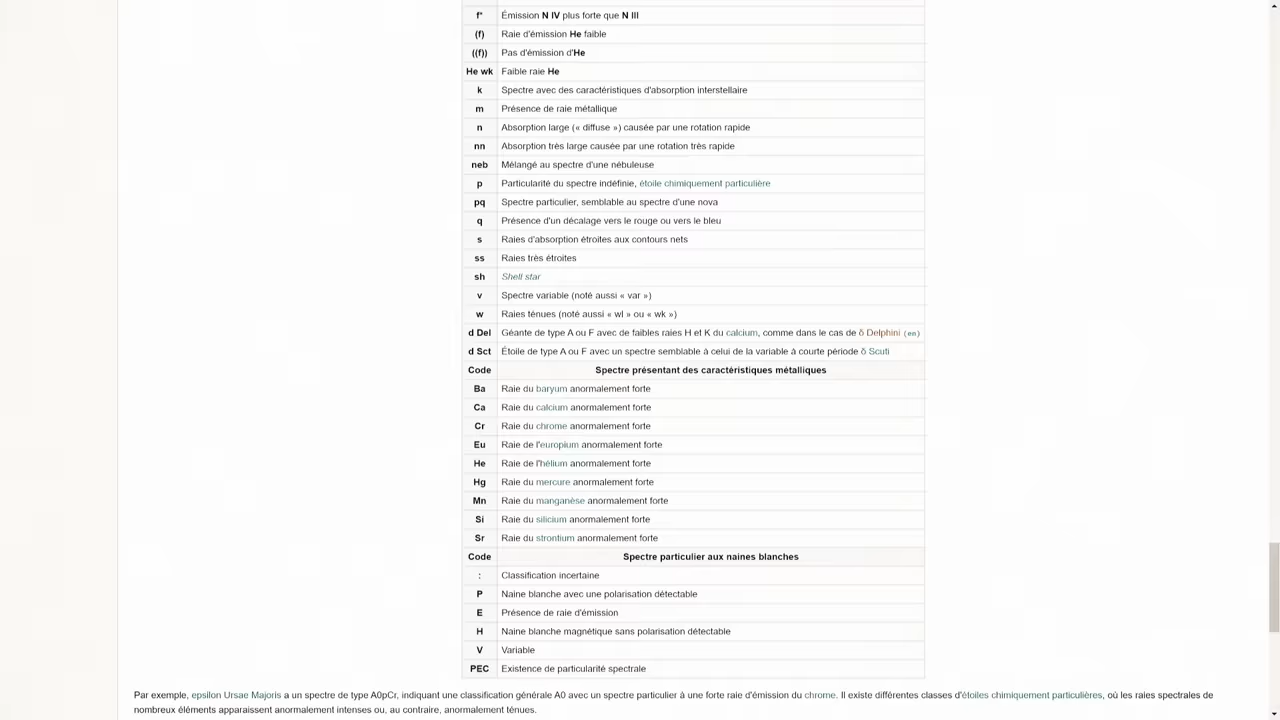 f* Émission N IV plus forte que N III
(f) Raie d'émission He faible
((f)) Pas d'émission d'He
He wk Faible raie He
k Spectre avec des caractéristiques d'absorption interstellaire
m Présence de raie métallique
n Absorption large (« diffuse ») causée par une rotation rapide
nn Absorption très large causée par une rotation très rapide
neb Mélangé au spectre d'une nébuleuse
p Particularité du spectre indéfinie, étoile chimiquement particulière
pq Spectre particulier, semblable au spectre d'une nova
q Présence d'un décalage vers le rouge ou vers le bleu
s Raies d'absorption étroites aux contours nets
ss Raies très étroites
sh Shell star
v Spectre variable (noté aussi « var »)
w Raies ténues (noté aussi « wl » ou « wk »)
d Del Géante de type A ou F avec de faibles raies H et K du calcium, comme dans le cas de δ Delphini (en)
d Sct Étoile de type A ou F avec un spectre semblable à celui de la variable à courte période δ Scuti
Code Spectre présentant des caractéristiques métalliques
Ba Raie du baryum anormalement forte
Ca Raie du calcium anormalement forte
Cr Raie du chrome anormalement forte
Eu Raie de l'europium anormalement forte
He Raie de l'hélium anormalement forte
Hg Raie du mercure anormalement forte
Mn Raie du manganèse anormalement forte
Si Raie du silicium anormalement forte
Sr Raie du strontium anormalement forte
Code Spectre particulier aux naines blanches
: Classification incertaine
P Naine blanche avec une polarisation détectable
E Présence de raie d'émission
H Naine blanche magnétique sans polarisation détectable
V Variable
PEC Existence de particularité spectrale
Par exemple, epsilon Ursae Majoris a un spectre de type A0pCr, indiquant une classification générale A0 avec un spectre particulier à une forte raie d'émission du chrome. Il existe différentes classes d'étoiles chimiquement particulières, où les raies spectrales de
nombreux éléments apparaissent anormalement intenses ou, au contraire, anormalement ténues.